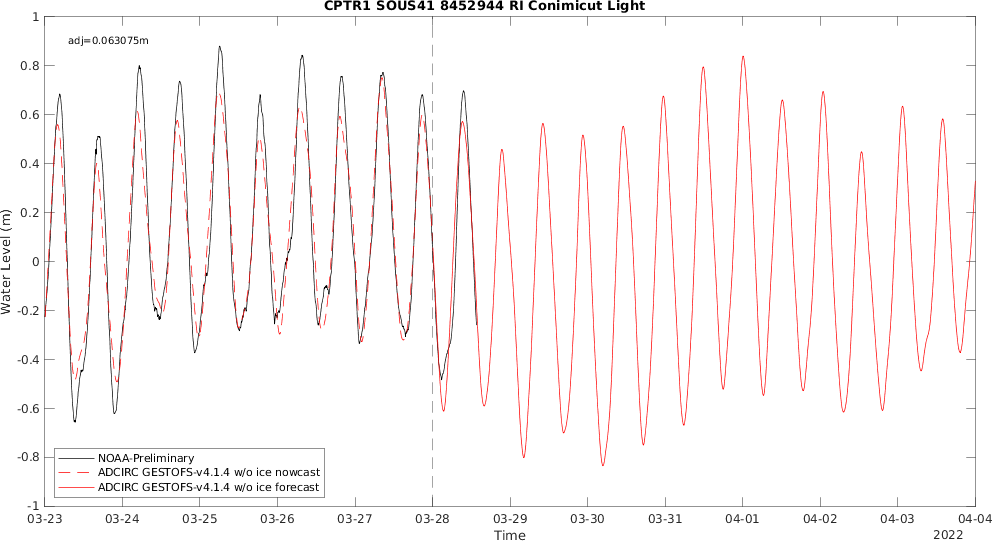 CPTR1 SOUS41 8452944 RI Conimicut Light
adj=0.063075m
Water Level (m)
1
0.8
0.6
0.4
0.2
0
-0.2
-0.4
-0.6
-0.8
-1
NOAA-Preliminary
ADCIRC GESTOFS-v4.1.4 w/o ice nowcast
ADCIRC GESTOFS-v4.1.4 w/o ice forecast
03-23 03-24 03-25 03-26 03-27 03-28 03-29 03-30 03-31 04-01 04-02 04-03 04-04
Time
2022